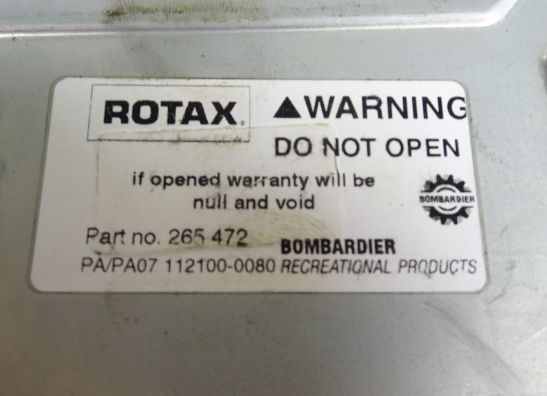 ROTAX® ▲WARNING
DO NOT OPEN
if opened warranty will be
null and void
BOMBARDIER
Part no. 265 472 BOMBARDIER
PA/PA07 112100-0080 RECREATIONAL PRODUCTS